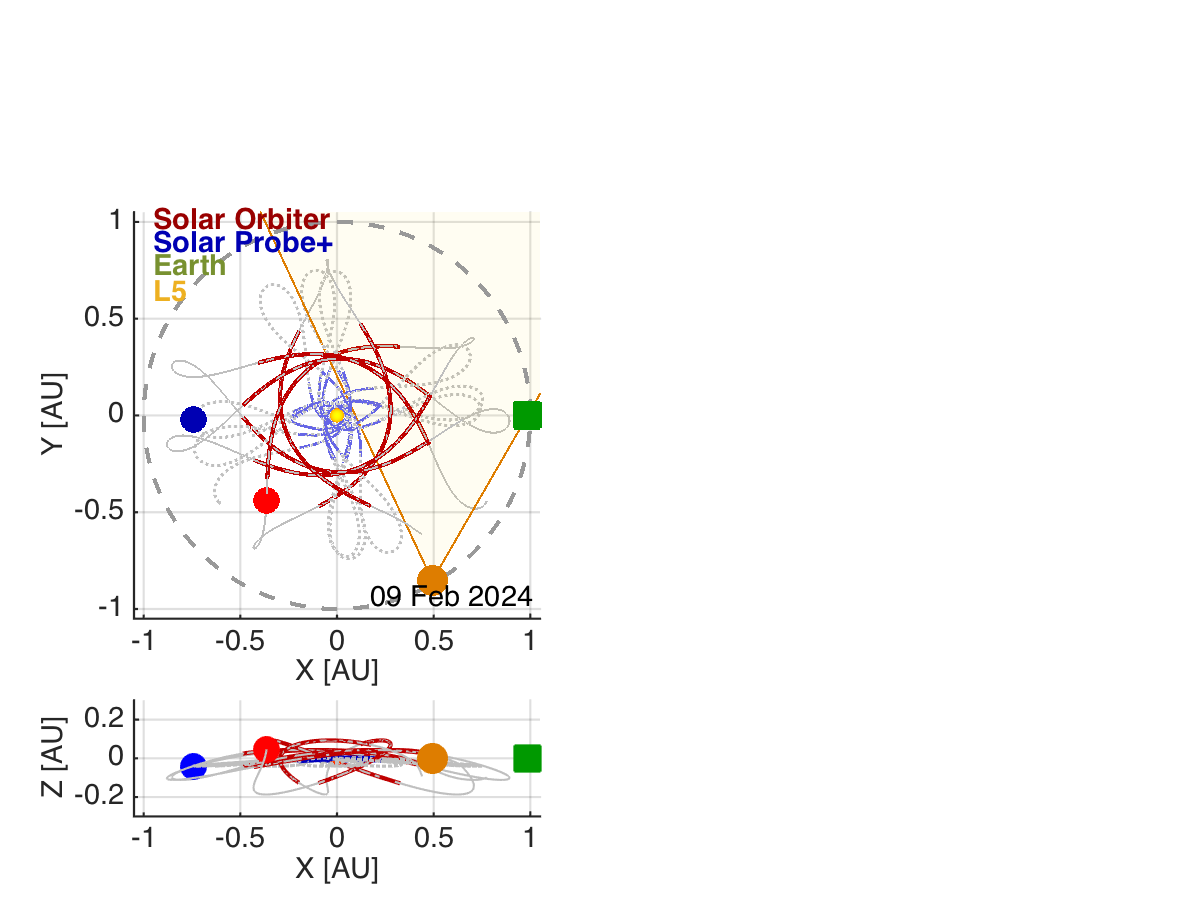 Solar Orbiter
Solar Probe+
Earth
L5
1
0.5
0
-0.5
-1
Y [AU]
09 Feb 2024
-1 -0.5 0 0.5 1
X [AU]
0.2
0
-0.2
Z [AU]
-1 -0.5 0 0.5 1
X [AU]